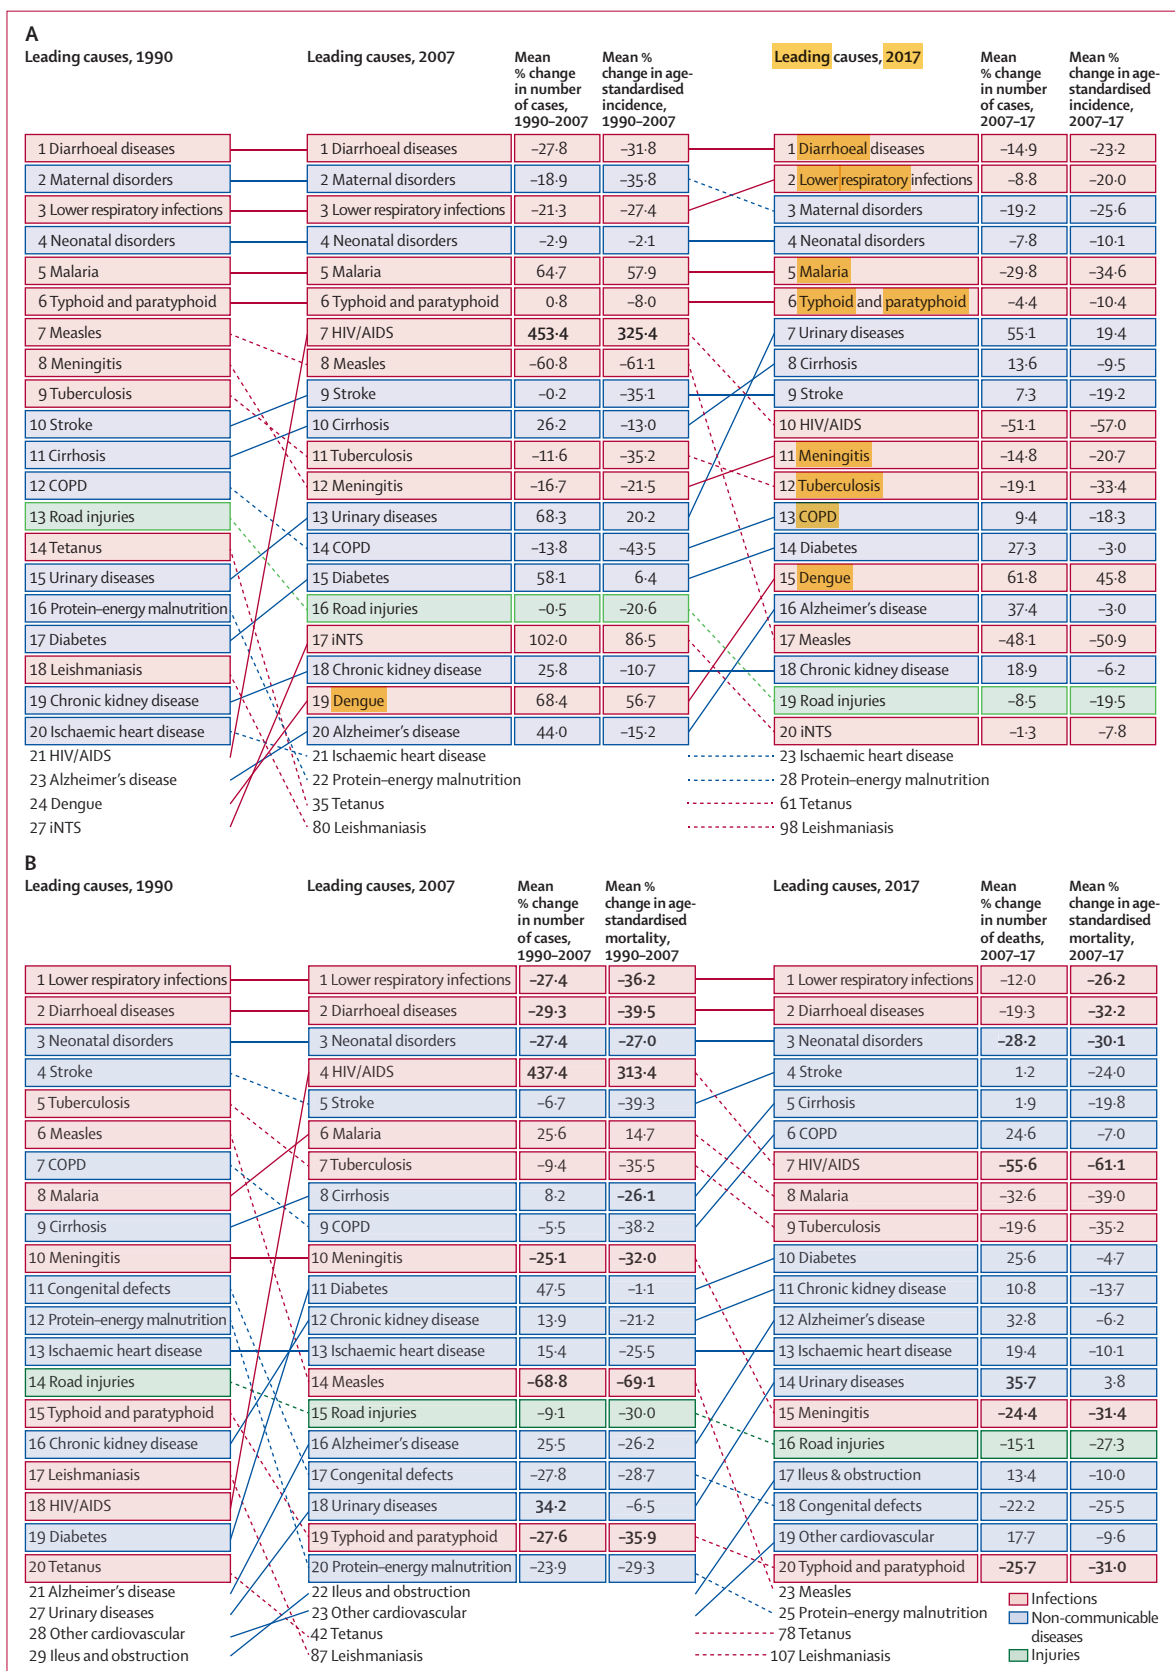 A
Leading causes, 1990
Leading causes, 2007
Mean
% change
in number
of cases,
1990–2007
Mean %
change in age-
standardised
incidence,
1990–2007
Leading causes, 2017
Mean
% change
in number
of cases,
2007–17
Mean %
change in age-
standardised
incidence,
2007–17
1 Diarrhoeal diseases 1 Diarrhoeal diseases –27·8 –31·8 1 Diarrhoeal diseases –14·9 –23·2
2 Maternal disorders 2 Maternal disorders –18·9 –35·8 2 Lower respiratory infections –8·8 –20·0
3 Lower respiratory infections 3 Lower respiratory infections –21·3 –27·4 3 Maternal disorders –19·2 –25·6
4 Neonatal disorders 4 Neonatal disorders –2·9 –2·1 4 Neonatal disorders –7·8 –10·1
5 Malaria 5 Malaria 64·7 57·9 5 Malaria –29·8 –34·6
6 Typhoid and paratyphoid 6 Typhoid and paratyphoid 0·8 –8·0 6 Typhoid and paratyphoid –4·4 –10·4
7 Measles 7 HIV/AIDS 453·4 325·4 7 Urinary diseases 55·1 19·4
8 Meningitis 8 Measles –60·8 –61·1 8 Cirrhosis 13·6 –9·5
9 Tuberculosis 9 Stroke –0·2 –35·1 9 Stroke 7·3 –19·2
10 Stroke 10 Cirrhosis 26·2 –13·0 10 HIV/AIDS –51·1 –57·0
11 Cirrhosis 11 Tuberculosis –11·6 –35·2 11 Meningitis –14·8 –20·7
12 COPD 12 Meningitis –16·7 –21·5 12 Tuberculosis –19·1 –33·4
13 Road injuries 13 Urinary diseases 68·3 20·2 13 COPD 9·4 –18·3
14 Tetanus 14 COPD –13·8 –43·5 14 Diabetes 27·3 –3·0
15 Urinary diseases 15 Diabetes 58·1 6·4 15 Dengue 61·8 45·8
16 Protein–energy malnutrition 16 Road injuries –0·5 –20·6 16 Alzheimer's disease 37·4 –3·0
17 Diabetes 17 iNTS 102·0 86·5 17 Measles –48·1 –50·9
18 Leishmaniasis 18 Chronic kidney disease 25·8 –10·7 18 Chronic kidney disease 18·9 –6·2
19 Chronic kidney disease 19 Dengue 68·4 56·7 19 Road injuries –8·5 –19·5
20 Ischaemic heart disease 20 Alzheimer's disease 44·0 –15·2 20 iNTS –1·3 –7·8
21 HIV/AIDS 21 Ischaemic heart disease 23 Ischaemic heart disease
23 Alzheimer's disease 22 Protein–energy malnutrition 28 Protein–energy malnutrition
24 Dengue 35 Tetanus 61 Tetanus
27 iNTS 80 Leishmaniasis 98 Leishmaniasis
B
Leading causes, 1990
Leading causes, 2007
Mean
% change
in number
of cases,
1990–2007
Mean %
change in age-
standardised
mortality,
1990–2007
Leading causes, 2017
Mean
% change
in number
of deaths,
2007–17
Mean %
change in age-
standardised
mortality,
2007–17
1 Lower respiratory infections 1 Lower respiratory infections –27·4 –36·2 1 Lower respiratory infections –12·0 –26·2
2 Diarrhoeal diseases 2 Diarrhoeal diseases –29·3 –39·5 2 Diarrhoeal diseases –19·3 –32·2
3 Neonatal disorders 3 Neonatal disorders –27·4 –27·0 3 Neonatal disorders –28·2 –30·1
4 Stroke 4 HIV/AIDS 437·4 313·4 4 Stroke 1·2 –24·0
5 Tuberculosis 5 Stroke –6·7 –39·3 5 Cirrhosis 1·9 –19·8
6 Measles 6 Malaria 25·6 14·7 6 COPD 24·6 –7·0
7 COPD 7 Tuberculosis –9·4 –35·5 7 HIV/AIDS –55·6 –61·1
8 Malaria 8 Cirrhosis 8·2 –26·1 8 Malaria –32·6 –39·0
9 Cirrhosis 9 COPD –5·5 –38·2 9 Tuberculosis –19·6 –35·2
10 Meningitis 10 Meningitis –25·1 –32·0 10 Diabetes 25·6 –4·7
11 Congenital defects 11 Diabetes 47·5 –1·1 11 Chronic kidney disease 10·8 –13·7
12 Protein–energy malnutrition 12 Chronic kidney disease 13·9 –21·2 12 Alzheimer's disease 32·8 –6·2
13 Ischaemic heart disease 13 Ischaemic heart disease 15·4 –25·5 13 Ischaemic heart disease 19·4 –10·1
14 Road injuries 14 Measles –68·8 –69·1 14 Urinary diseases 35·7 3·8
15 Typhoid and paratyphoid 15 Road injuries –9·1 –30·0 15 Meningitis –24·4 –31·4
16 Chronic kidney disease 16 Alzheimer's disease 25·5 –26·2 16 Road injuries –15·1 –27·3
17 Leishmaniasis 17 Congenital defects –27·8 –28·7 17 Ileus & obstruction 13·4 –10·0
18 HIV/AIDS 18 Urinary diseases 34·2 –6·5 18 Congenital defects –22·2 –25·5
19 Diabetes 19 Typhoid and paratyphoid –27·6 –35·9 19 Other cardiovascular 17·7 –9·6
20 Tetanus 20 Protein–energy malnutrition –23·9 –29·3 20 Typhoid and paratyphoid –25·7 –31·0
21 Alzheimer's disease 22 Ileus and obstruction 23 Measles
27 Urinary diseases 23 Other cardiovascular 25 Protein–energy malnutrition
28 Other cardiovascular 42 Tetanus 78 Tetanus
29 Ileus and obstruction 87 Leishmaniasis 107 Leishmaniasis
Infections
Non-communicable
diseases
Injuries